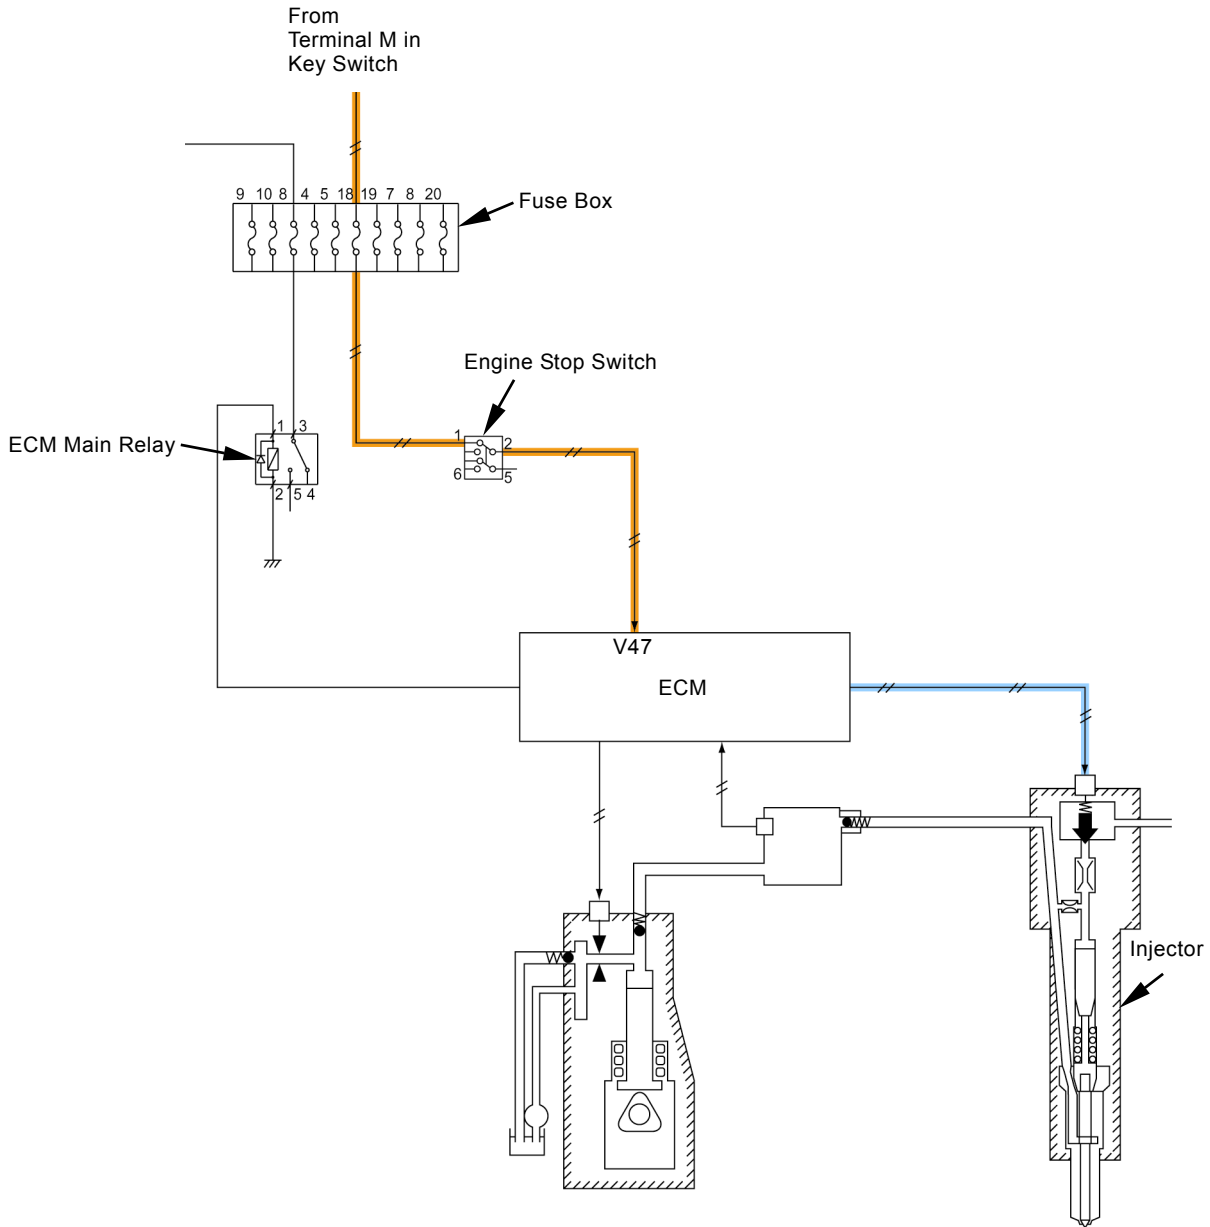 From
Terminal M in
Key Switch
9 10 8 4 5 18 19 7 8 20
Fuse Box
Engine Stop Switch
1 3
ECM Main Relay
1 2
6 5
2 5 4
V47
ECM
Injector